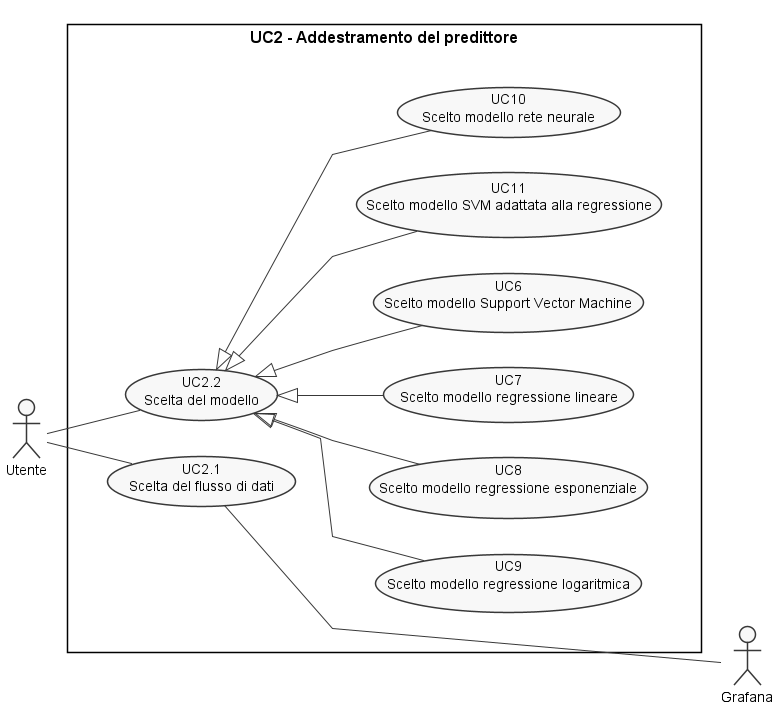 UC2 - Addestramento del predittore
UC10
Scelto modello rete neurale
UC11
Scelto modello SVM adattata alla regressione
UC6
Scelto modello Support Vector Machine
UC2.2
Scelta del modello
UC7
Scelto modello regressione lineare
Utente
UC2.1
Scelta del flusso di dati
UC8
Scelto modello regressione esponenziale
UC9
Scelto modello regressione logaritmica
Grafana